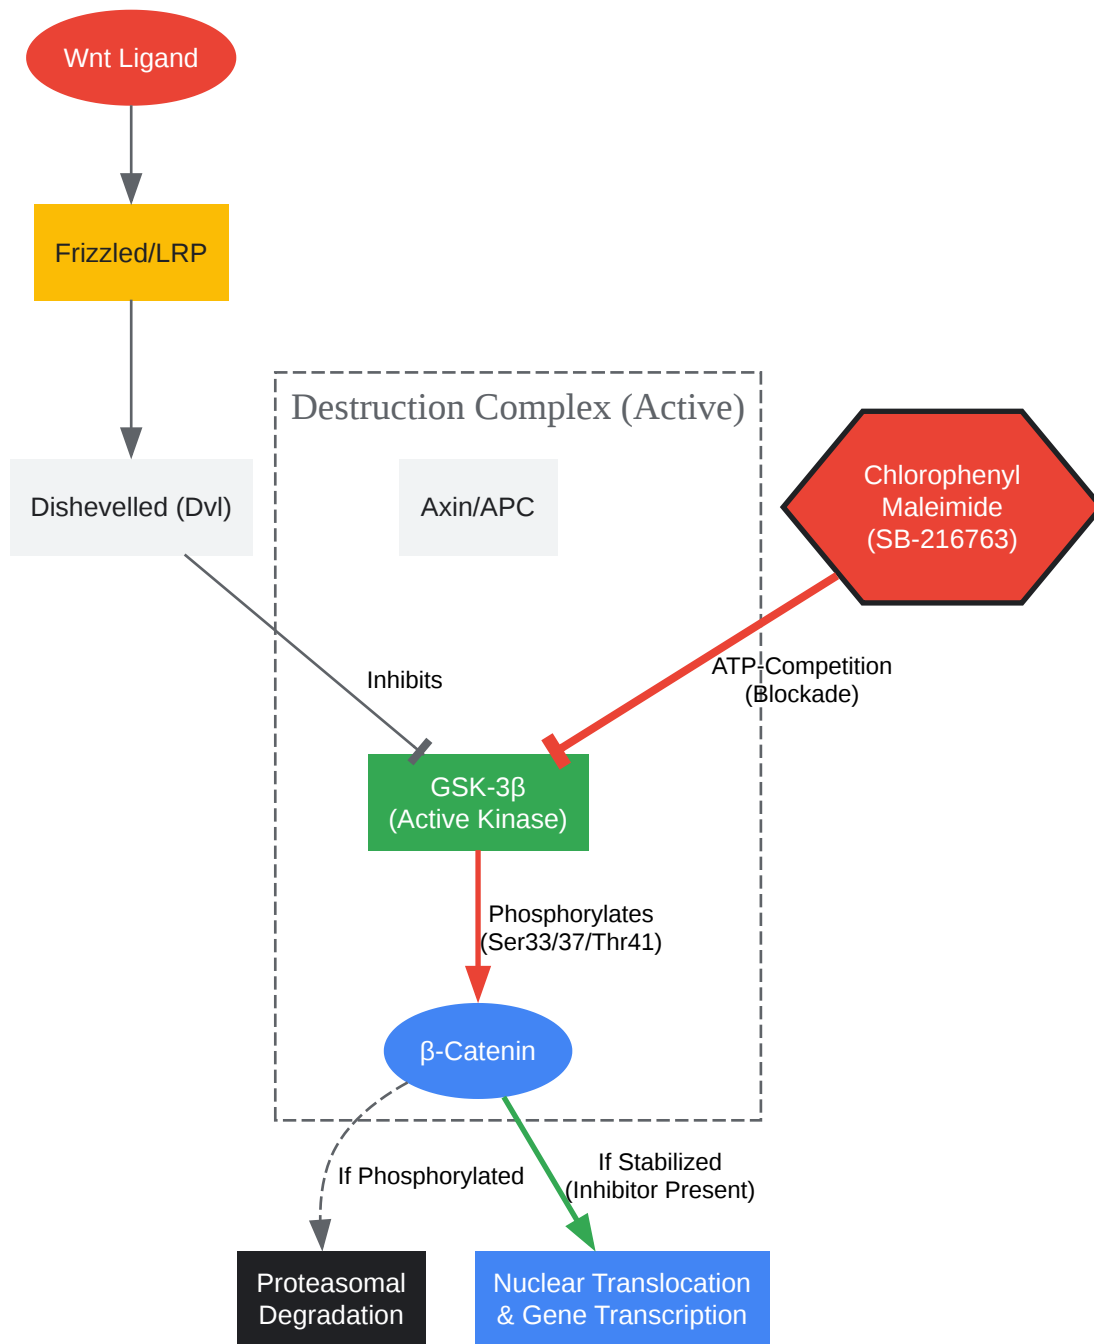 Wnt Ligand
Frizzled/LRP
Destruction Complex (Active)
Dishevelled (Dvl)
Axin/APC
Chlorophenyl
Maleimide
(SB-216763)
Inhibits
ATP-Competition
(Blockade)
GSK-3β
(Active Kinase)
Phosphorylates
(Ser33/37/Thr41)
β-Catenin
If Phosphorylated
If Stabilized
(Inhibitor Present)
Proteasomal
Degradation
Nuclear Translocation
& Gene Transcription